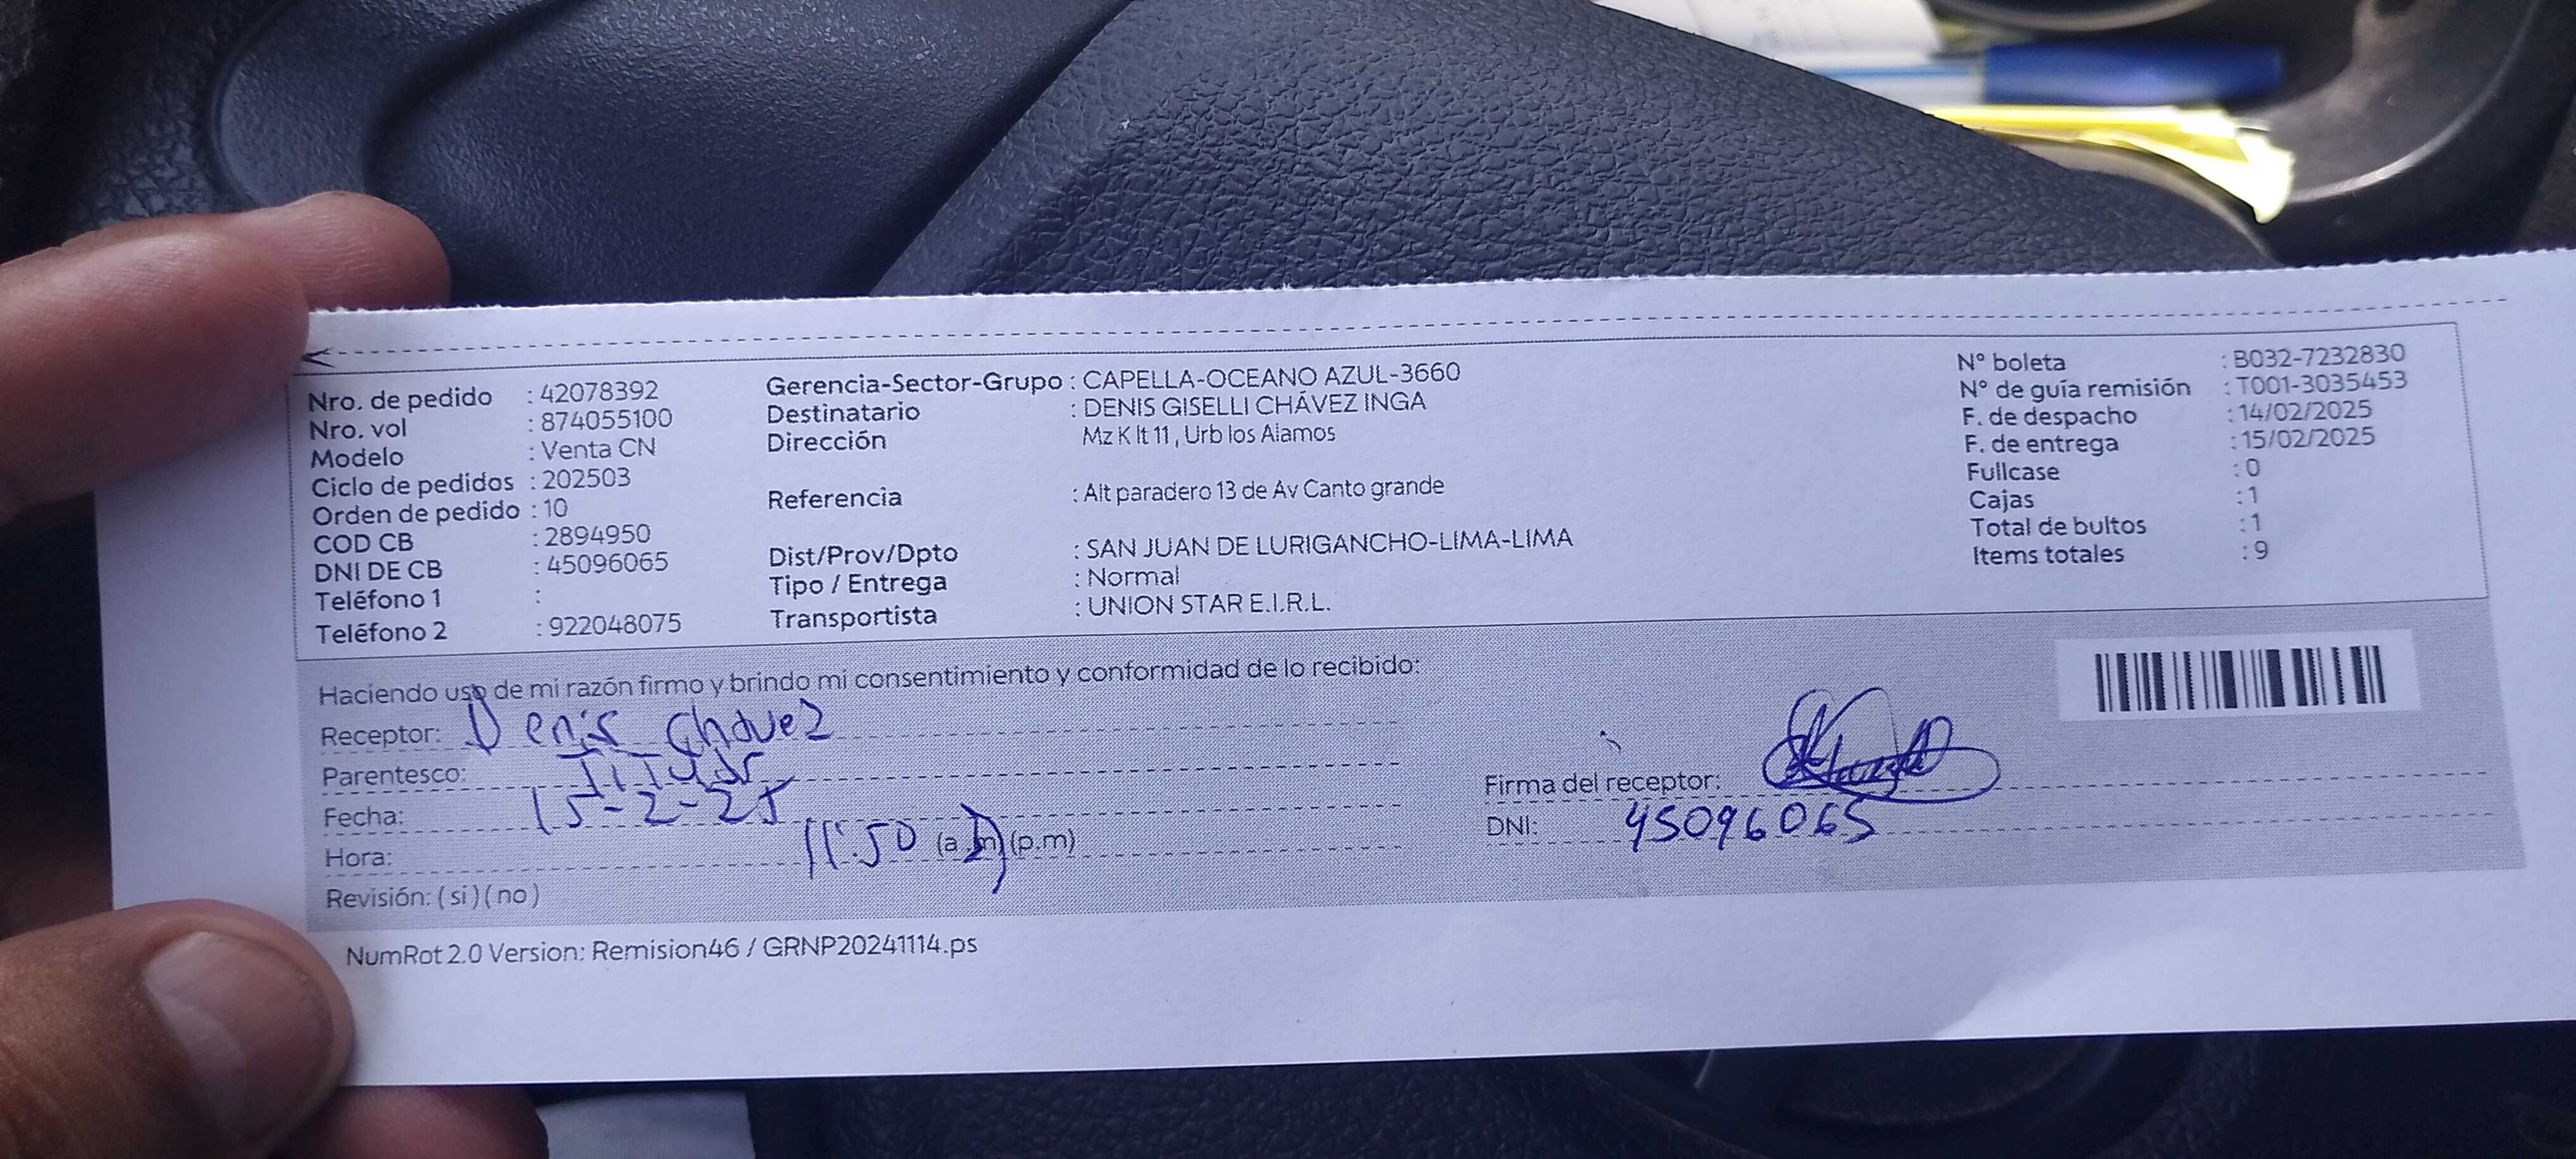 Nro. de pedido : 42078392
Nro. vol : 874055100
Modelo : Venta CN
Ciclo de pedidos : 202503
Orden de pedido : 10
COD CB : 2894950
DNI DE CB : 45096065
Teléfono 1 :
Teléfono 2 : 922048075
Gerencia-Sector-Grupo : CAPELLA-OCEANO AZUL-3660
Destinatario : DENIS GISELLI CHÁVEZ INGA
Dirección Mz K lt 11 , Urb los Alamos
Referencia : Alt paradero 13 de Av Canto grande
Dist/Prov/Dpto : SAN JUAN DE LURIGANCHO-LIMA-LIMA
Tipo / Entrega : Normal
Transportista : UNION STAR E.I.R.L.
N° boleta : B032-7232830
N° de guía remisión : T001-3035453
F. de despacho : 14/02/2025
F. de entrega : 15/02/2025
Fullcase : 0
Cajas : 1
Total de bultos : 1
Items totales : 9
Haciendo uso de mi razón firmo y brindo mi consentimiento y conformidad de lo recibido:
Receptor: Denis Chavez
Parentesco: Titular
Fecha: 15-2-25
Hora: 11:50 (a.m) (p.m)
Revisión: ( si ) ( no )
Firma del receptor:
DNI: 45096065
NumRot 2.0 Version: Remision46 / GRNP20241114.ps